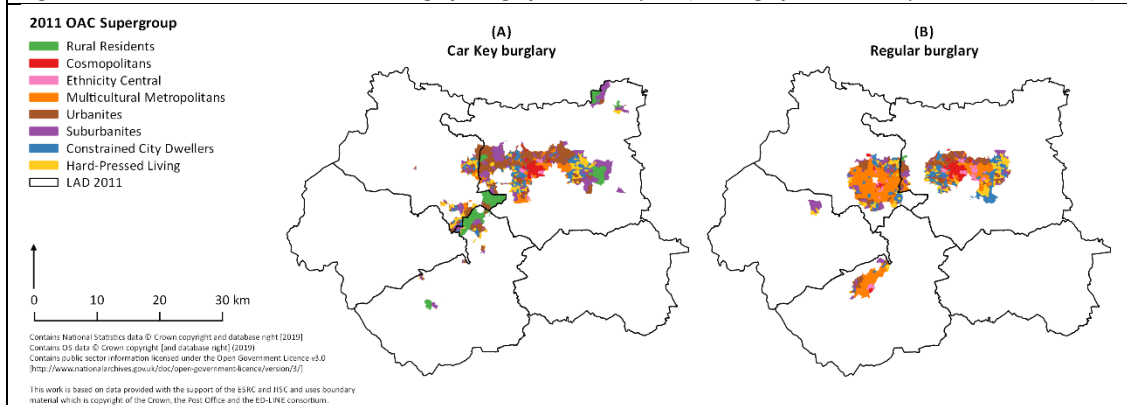 2011 OAC Supergroup
Rural Residents
Cosmopolitans
Ethnicity Central
Multicultural Metropolitans
Urbanites
Suburbanites
Constrained City Dwellers
Hard-Pressed Living
LAD 2011
0 10 20 30 km
Contains National Statistics data © Crown copyright and database right [2019]
Contains OS data © Crown copyright [and database right] (2019)
Contains public sector information licensed under the Open Government Licence v3.0
[http://www.nationalarchives.gov.uk/doc/open-government-licence/version/3/]
This work is based on data provided with the support of the ESRC and JISC and uses boundary
material which is copyright of the Crown, the Post Office and the ED-LINE consortium.
(A)
Car Key burglary
(B)
Regular burglary